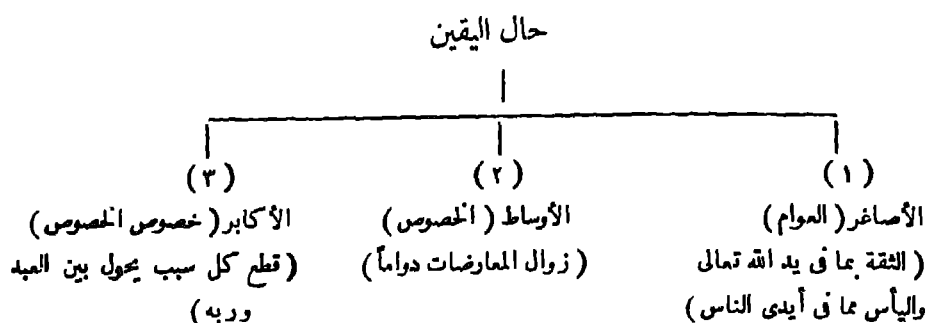 حال اليقين
(١)
الأصاغر (العوام)
(الثقة بما فى يد الله تعالى
واليأس مما فى أيدى الناس)
(٢)
الأوساط (الخصوص)
(زوال المعارضات دواماً)
(٣)
الأكابر (خصوص الخصوص)
(قطع كل سبب يحول بين العبد
وربه)